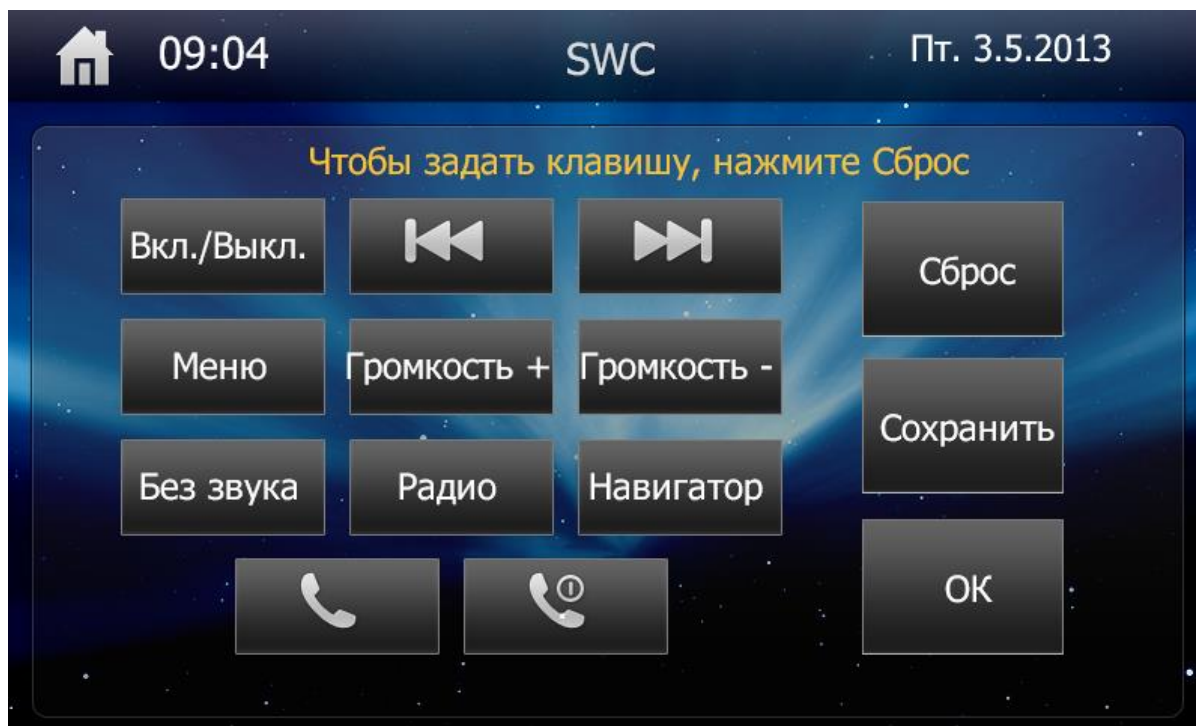 09:04 SWC Пт. 3.5.2013
Чтобы задать клавишу, нажмите Сброс
Вкл./Выкл.
Сброс
Меню Громкость + Громкость -
Сохранить
Без звука Радио Навигатор
ОК